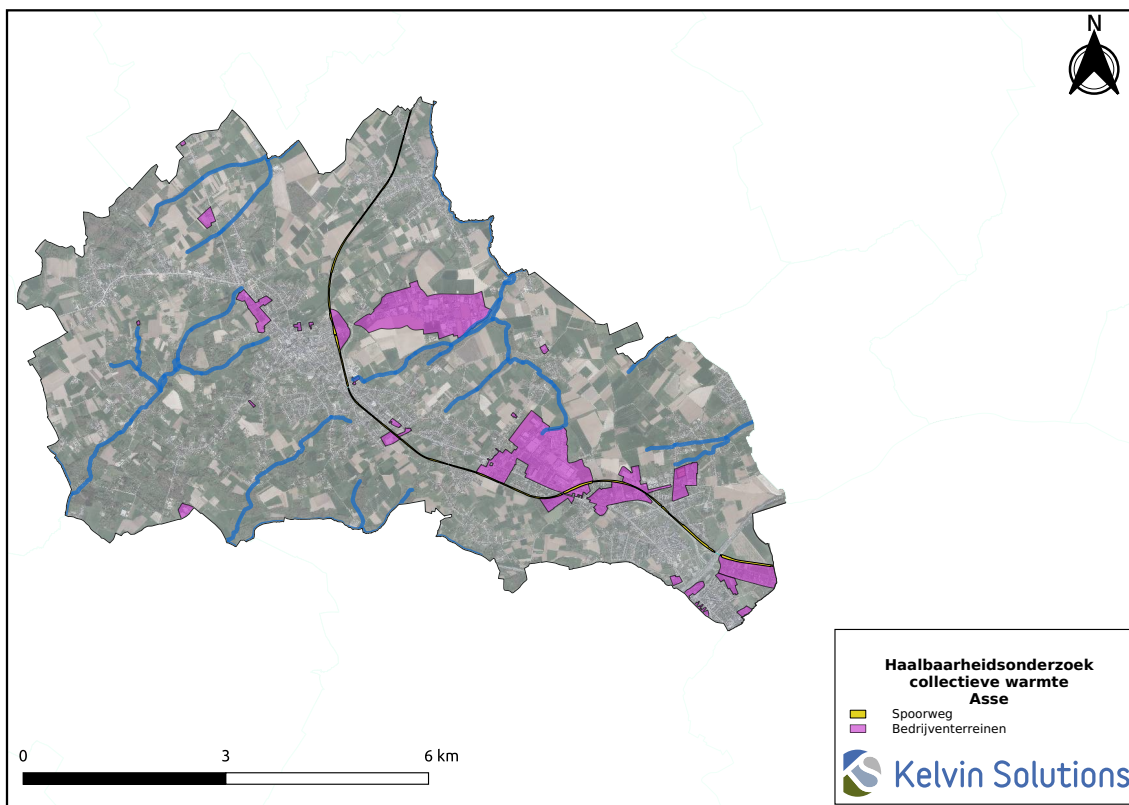 N
0 3 6 km
Haalbaarheidsonderzoek
collectieve warmte
Asse
Spoorweg
Bedrijventerreinen
Kelvin Solutions